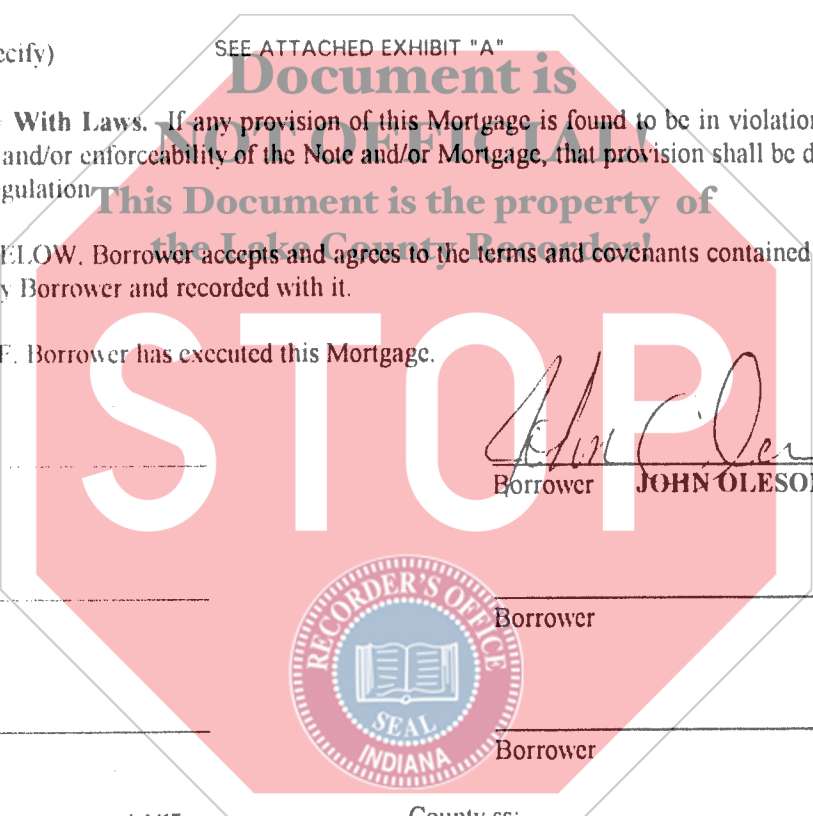 ecify) SEE ATTACHED EXHIBIT "A"
Document is
With Laws. If any provision of this Mortgage is found to be in violation
NOT OFFICIAL!
and/or enforceability of the Note and/or Mortgage, that provision shall be d
gulation
This Document is the property of
the Lake County Recorder!
ELOW, Borrower accepts and agrees to the terms and covenants contained
y Borrower and recorded with it.
F, Borrower has executed this Mortgage.
STOP
John Olen
Borrower JOHN OLESON
RECORDER'S OFFICE
Borrower
SEAL
INDIANA
Borrower
County ss: